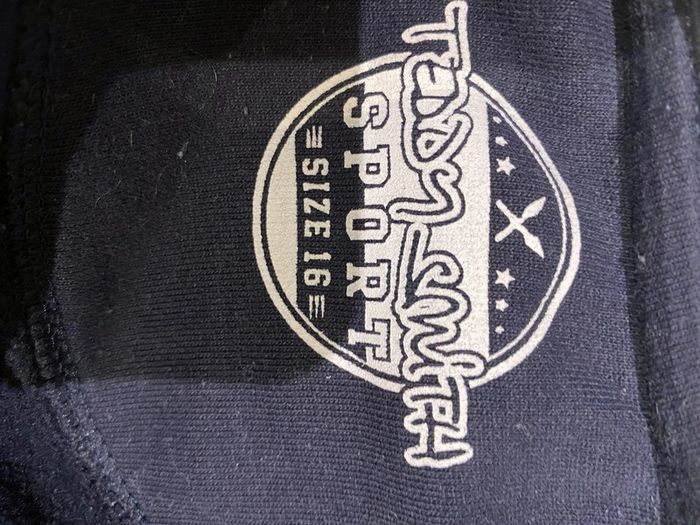 TEDDY SMITH
SPORT
SIZE 16